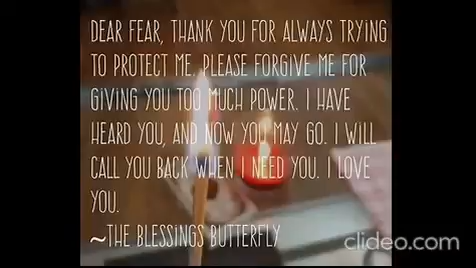 DEAR FEAR, THANK YOU FOR ALWAYS TRYING
TO PROTECT ME. PLEASE FORGIVE ME FOR
GIVING YOU TOO MUCH POWER. I HAVE
HEARD YOU, AND NOW YOU MAY GO. I WILL
CALL YOU BACK WHEN I NEED YOU. I LOVE
YOU.
~THE BLESSINGS BUTTERFLY
clideo.com